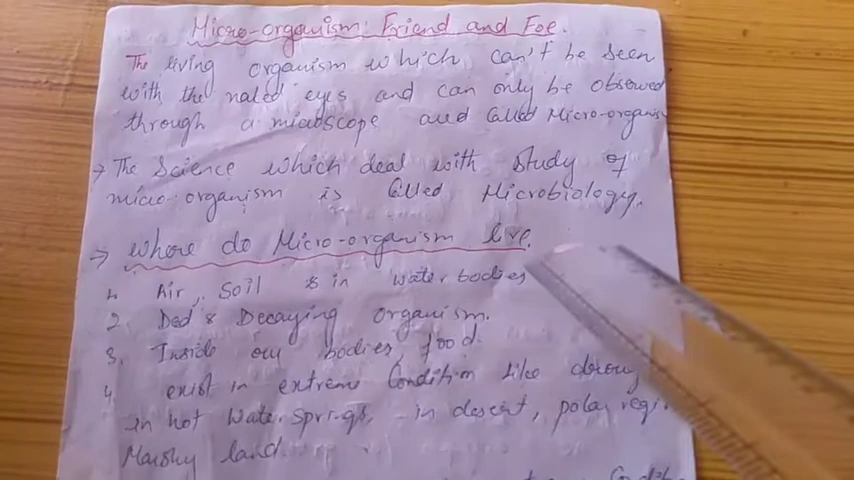 Micro-organism: Friend and Foe.
The living organism which can't be seen
with the naked eyes and can only be observed
through a microscope and called Micro-organism
→ The Science which deal with study of
micro-organism is Called Microbiology.
→ Where do Micro-organism live.
1. Air, Soil & in water bodies
2. Ded & Decaying organism.
3. Inside our bodies, food.
4. exist in extreme Condition like
in hot water springs, in desert, polar regi
Marshy land